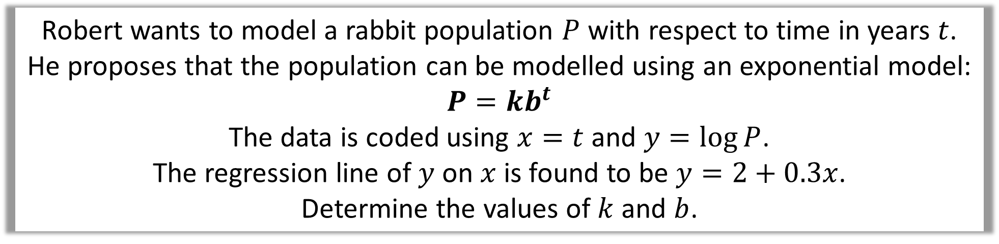 Robert wants to model a rabbit population P with respect to time in years t.
He proposes that the population can be modelled using an exponential model:
P = kbᵗ
The data is coded using x = t and y = log P.
The regression line of y on x is found to be y = 2 + 0.3x.
Determine the values of k and b.